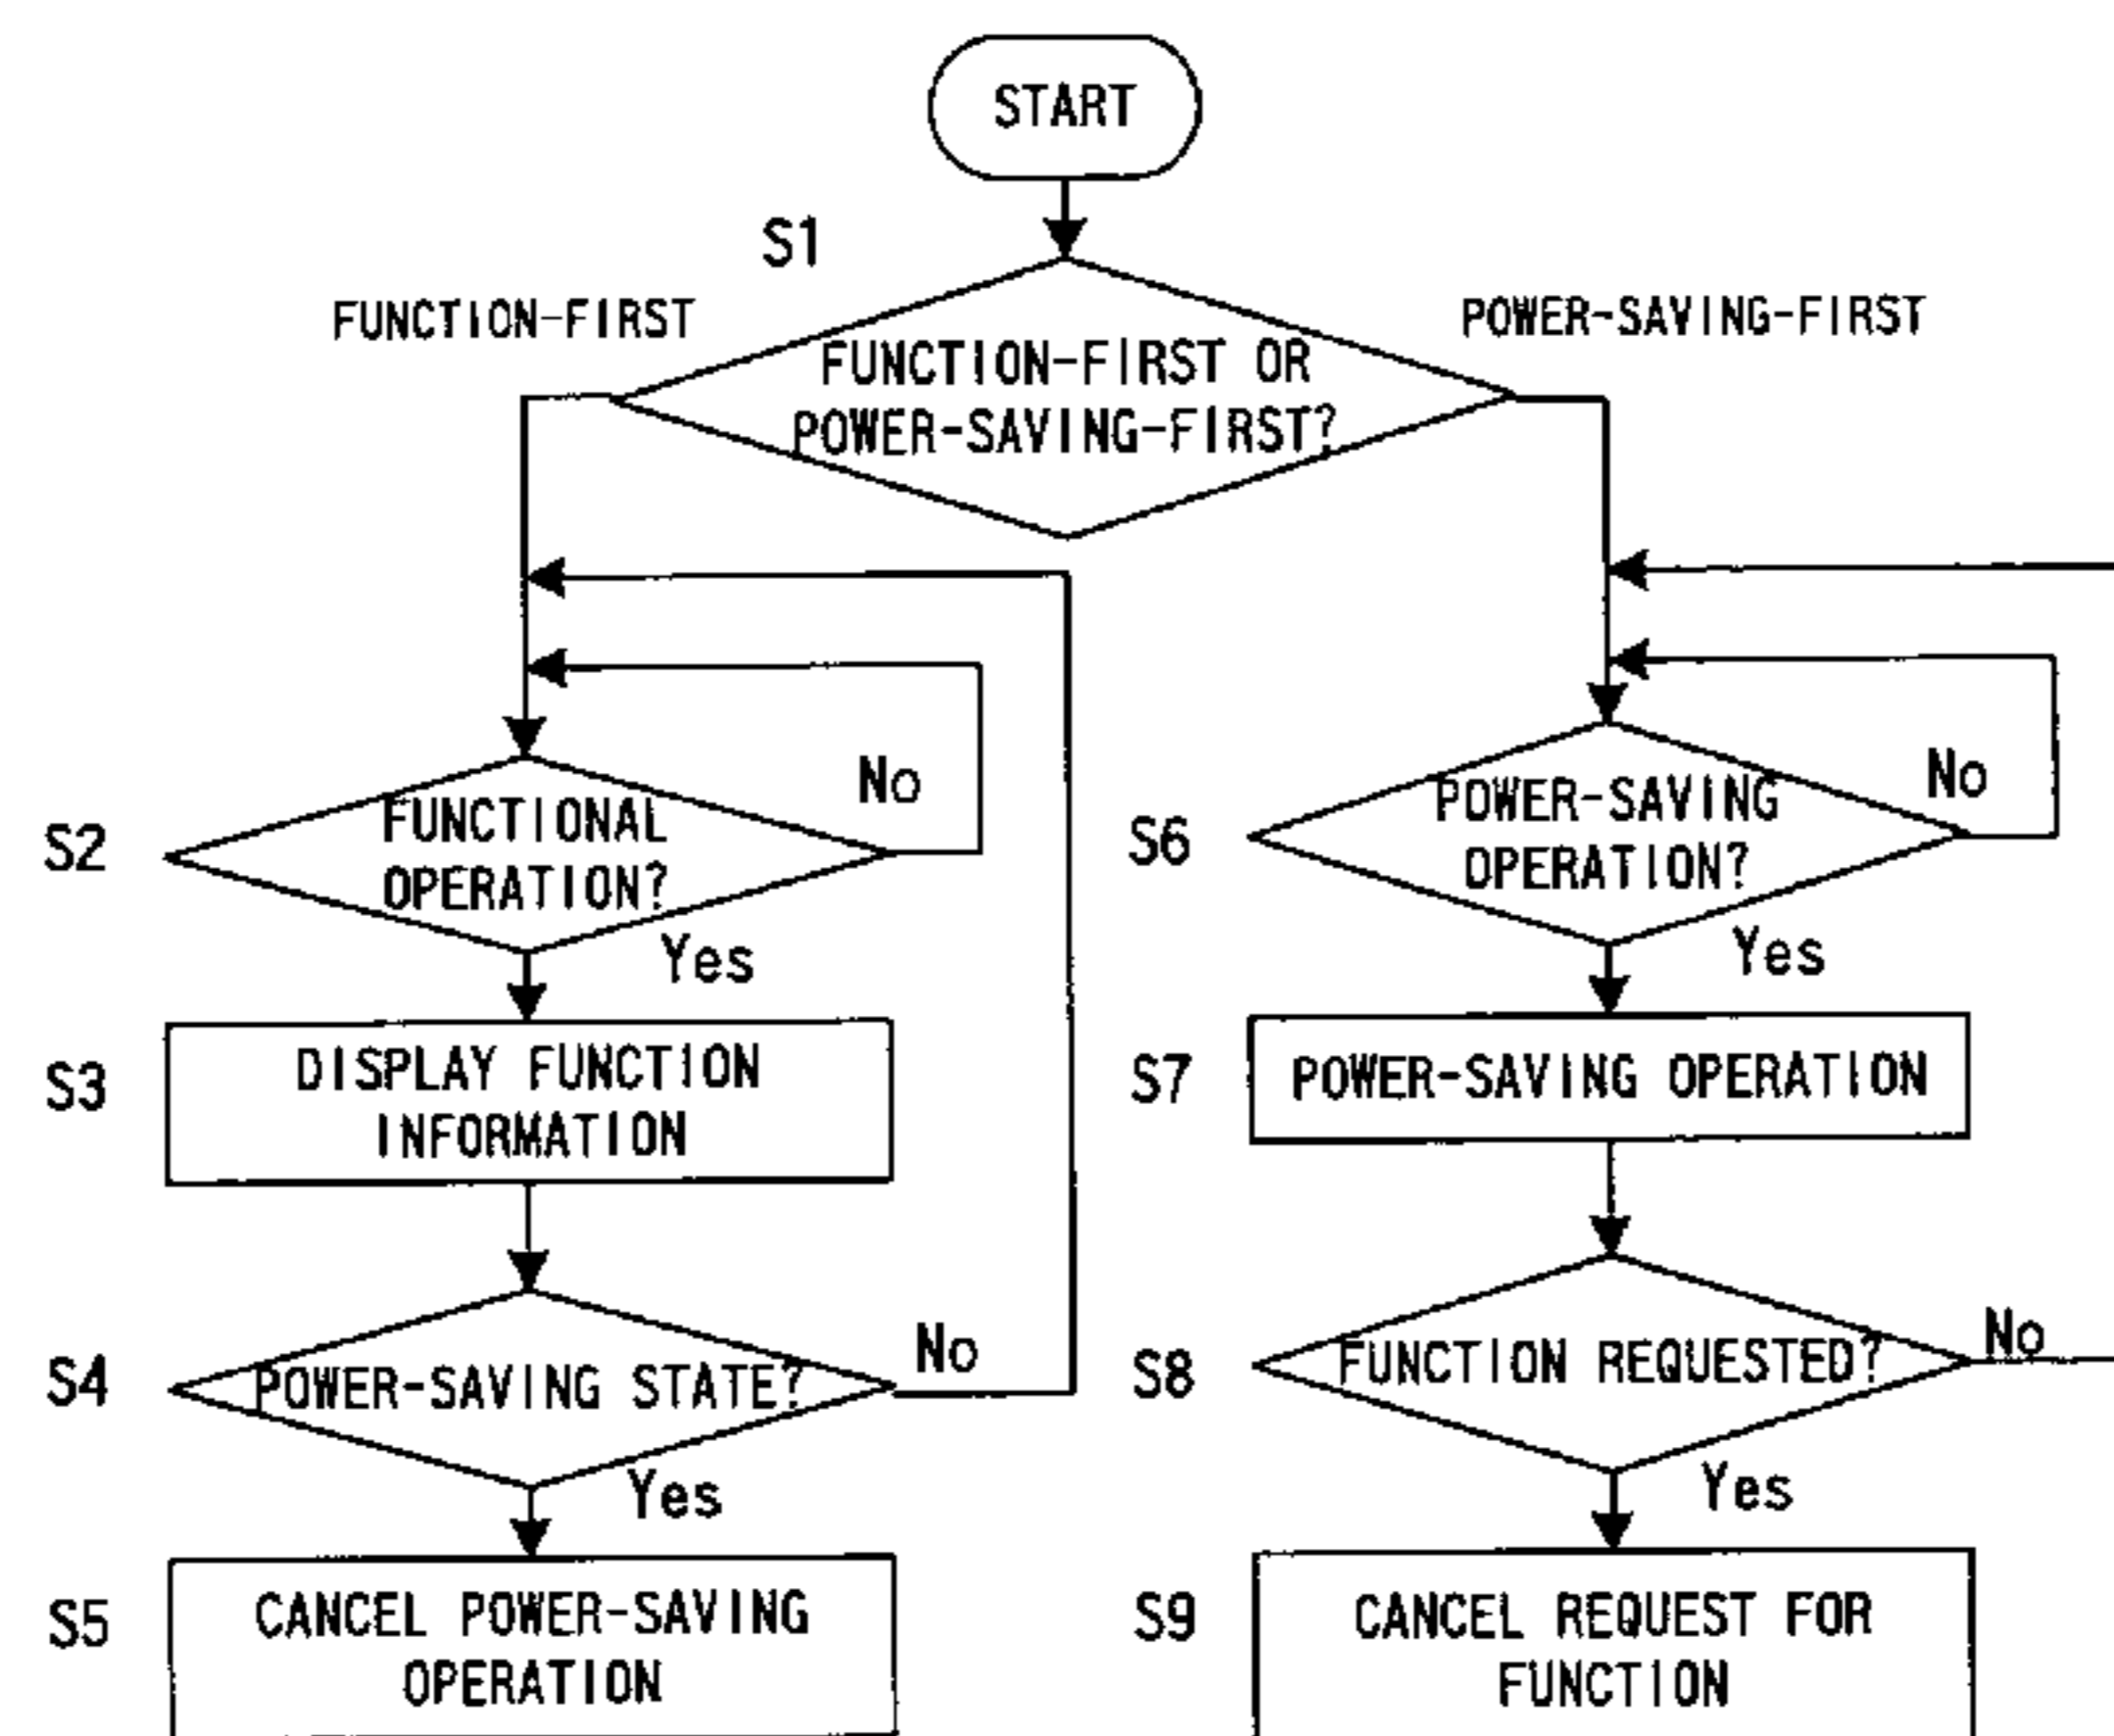 START
S1
FUNCTION-FIRST
POWER-SAVING-FIRST
FUNCTION-FIRST OR
POWER-SAVING-FIRST?
S2
FUNCTIONAL
OPERATION?
No
Yes
S3
DISPLAY FUNCTION
INFORMATION
S4
POWER-SAVING STATE?
No
Yes
S5
CANCEL POWER-SAVING
OPERATION
S6
POWER-SAVING
OPERATION?
No
Yes
S7
POWER-SAVING OPERATION
S8
FUNCTION REQUESTED?
No
Yes
S9
CANCEL REQUEST FOR
FUNCTION